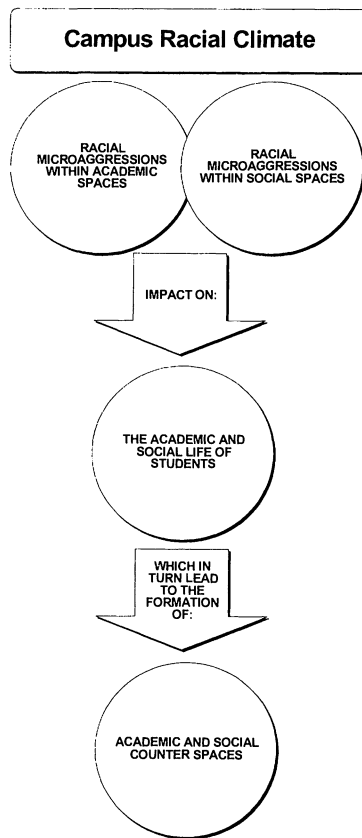 Campus Racial Climate
RACIAL
MICROAGGRESSIONS
WITHIN ACADEMIC
SPACES
RACIAL
MICROAGGRESSIONS
WITHIN SOCIAL SPACES
IMPACT ON:
THE ACADEMIC AND
SOCIAL LIFE OF
STUDENTS
WHICH IN
TURN LEAD
TO THE
FORMATION
OF:
ACADEMIC AND SOCIAL
COUNTER SPACES